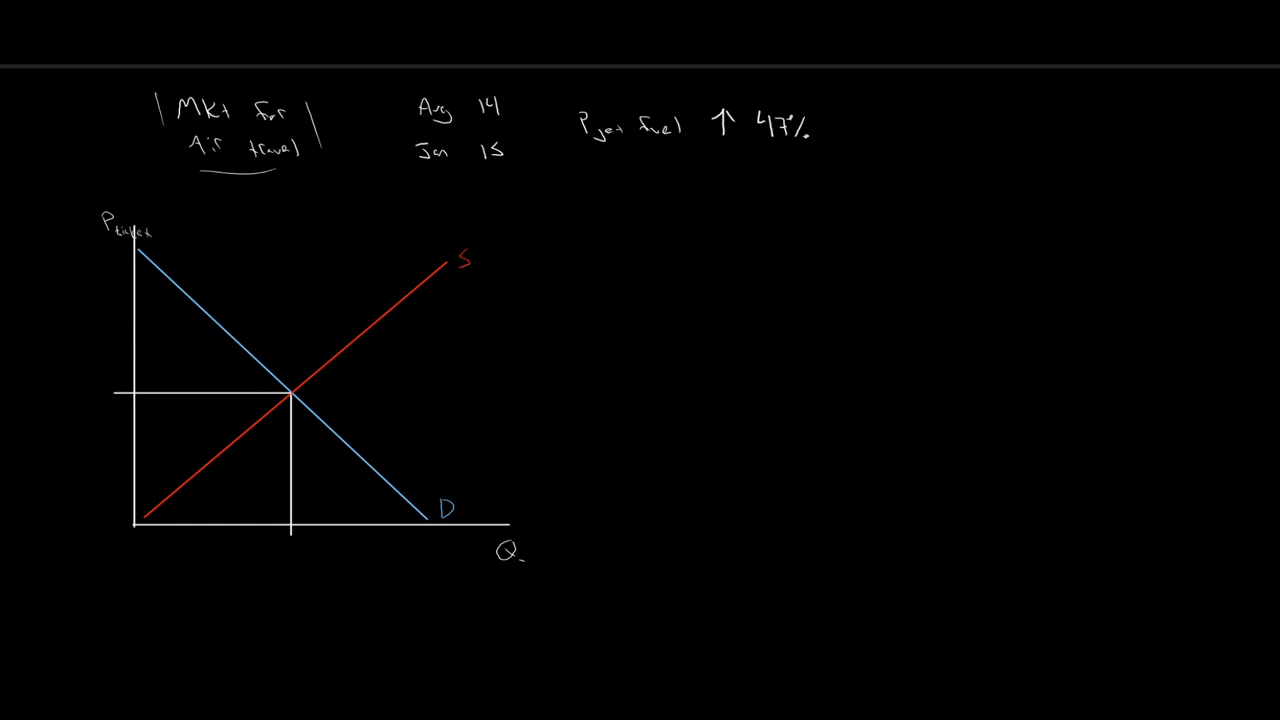 Mkt for
Air travel
Aug 14
Jan 15
P jet fuel ↑ 47%
P ticket
S
D
Q